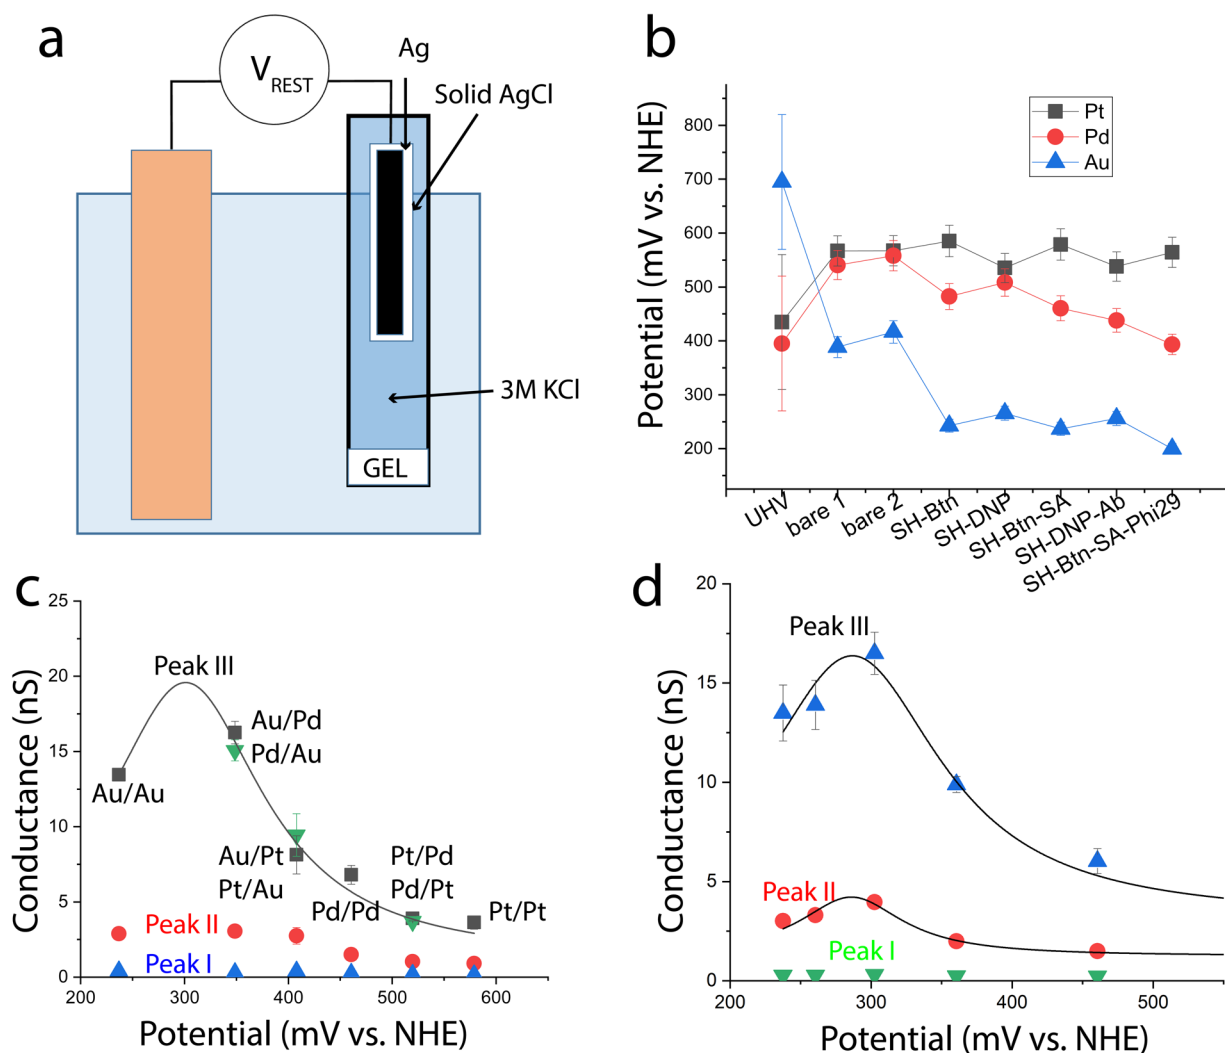 a
V_REST
Ag
Solid AgCl
3M KCl
GEL
b
Potential (mV vs. NHE)
800
700
600
500
400
300
200
Pt
Pd
Au
UHV
bare 1
bare 2
SH-Btn
SH-DNP
SH-Btn-SA
SH-DNP-Ab
SH-Btn-SA-Phi29
c
Conductance (nS)
25
20
15
10
5
0
Peak III
Au/Au
Au/Pd
Pd/Au
Au/Pt
Pt/Au
Pd/Pd
Pt/Pd
Pd/Pt
Pt/Pt
Peak II
Peak I
200
300
400
500
600
Potential (mV vs. NHE)
d
Conductance (nS)
20
15
10
5
0
Peak III
Peak II
Peak I
200
300
400
500
Potential (mV vs. NHE)